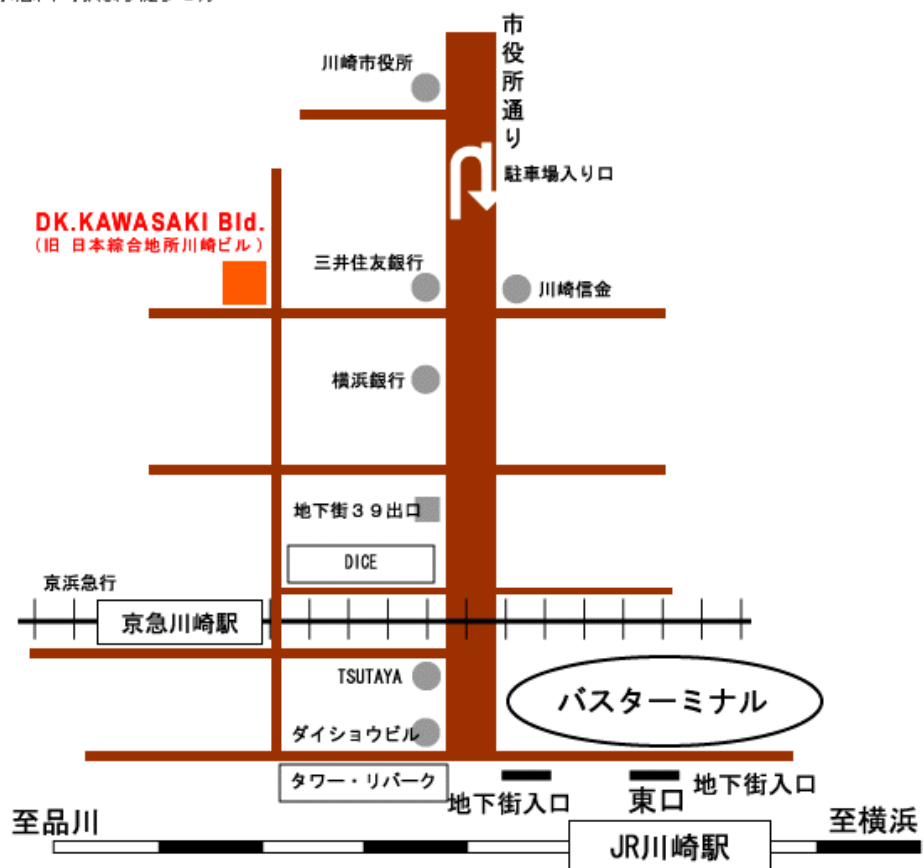 市役所通り
川崎市役所
駐車場入り口
DK.KAWASAKI Bld.
(旧 日本綜合地所川崎ビル)
三井住友銀行
川崎信金
横浜銀行
地下街39出口
DICE
京浜急行
京急川崎駅
TSUTAYA
バスターミナル
ダイショウビル
タワー・リパーク
地下街入口
東口
地下街入口
至品川
至横浜
JR川崎駅